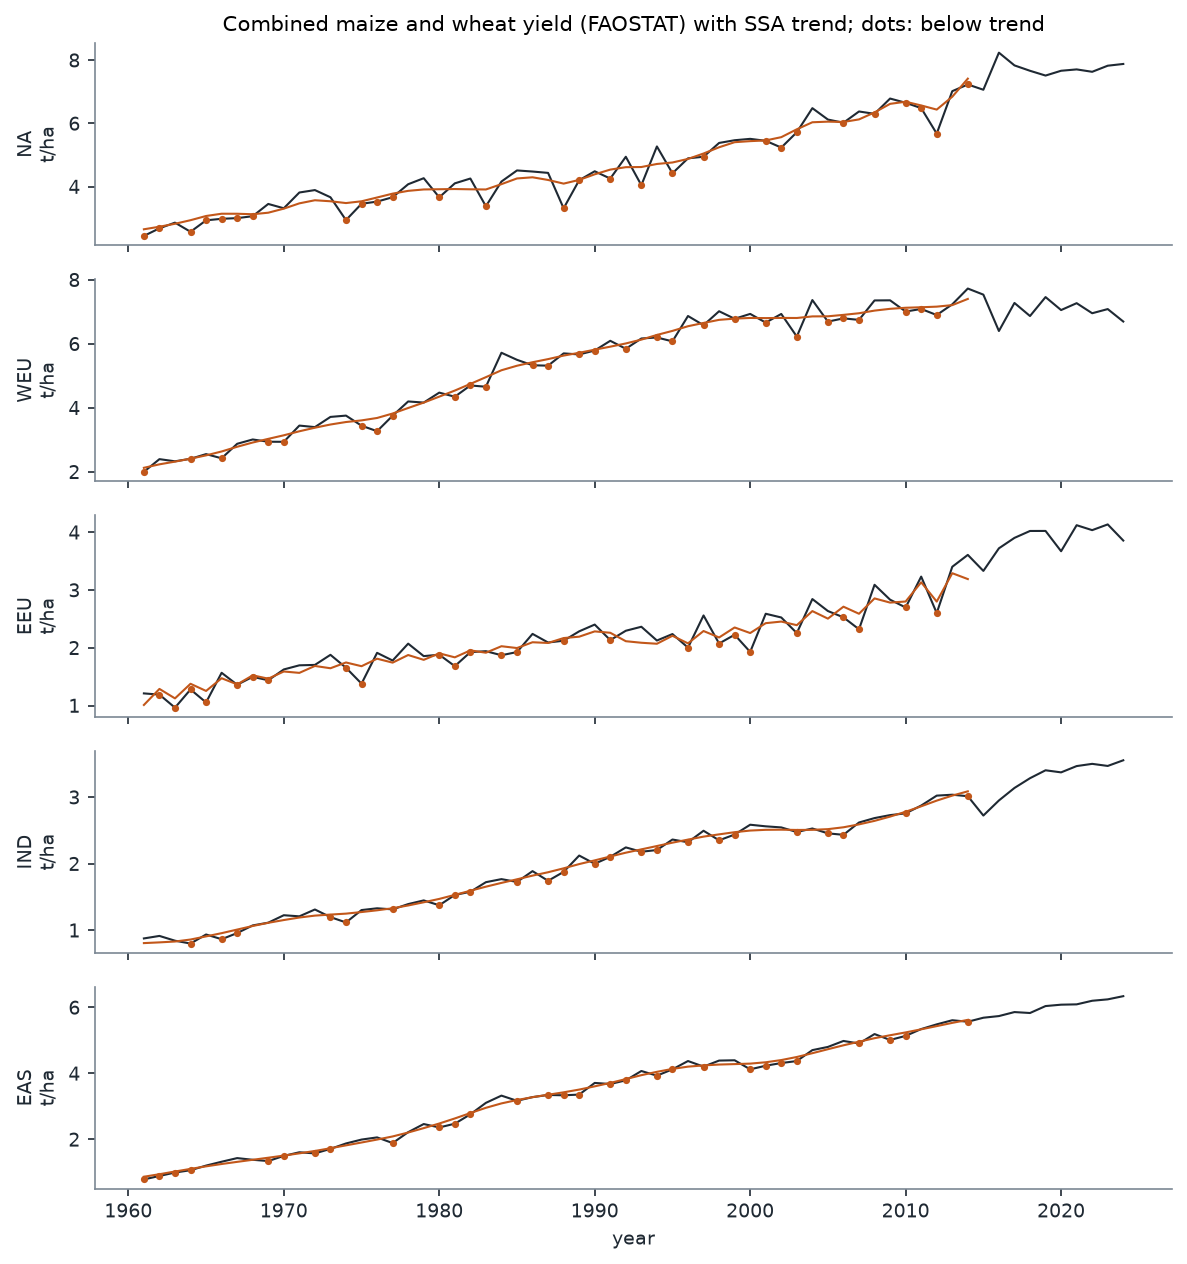 Combined maize and wheat yield (FAOSTAT) with SSA trend; dots: below trend
8
6
4
NA
t/ha
8
6
4
2
WEU
t/ha
4
3
2
1
EEU
t/ha
3
2
1
IND
t/ha
6
4
2
EAS
t/ha
1960 1970 1980 1990 2000 2010 2020
year